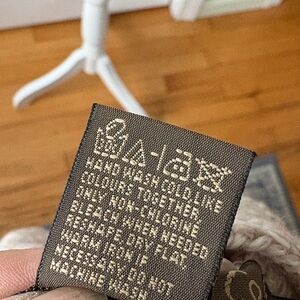 HAND WASH COLD, LIKE
COLOURS TOGETHER.
ONLY NON-CHLORINE
BLEACH WHEN NEEDED
RESHAPE. DRY FLAT.
WARM IRON IF
NECESSARY. DO NOT
MACHINE WASH